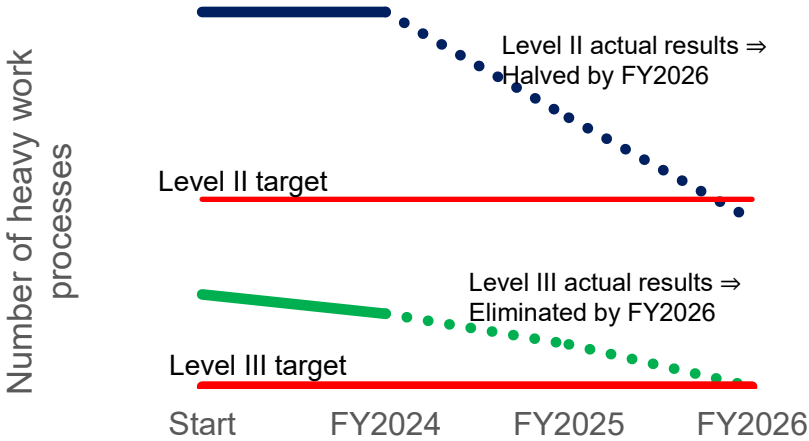 Number of heavy work
processes
Level II actual results ⇒
Halved by FY2026
Level II target
Level III actual results ⇒
Eliminated by FY2026
Level III target
Start
FY2024
FY2025
FY2026